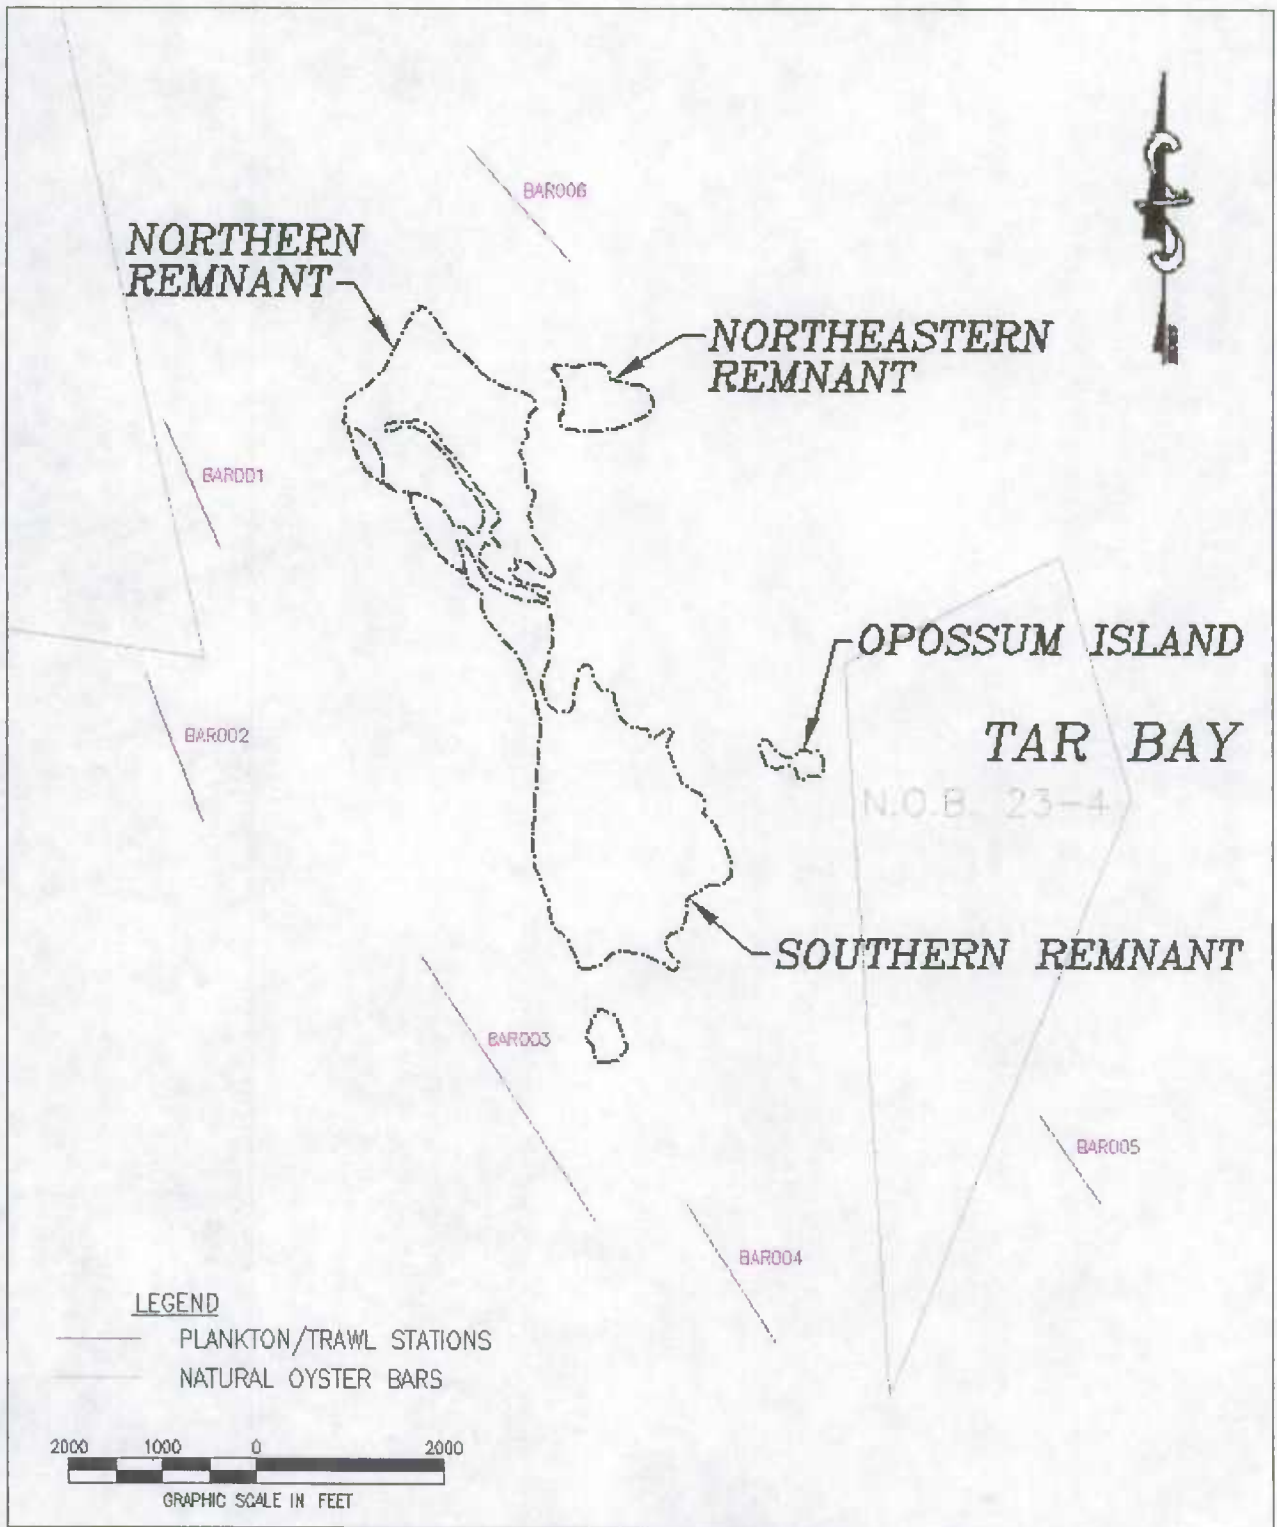 BAR006
NORTHERN
REMNANT
NORTHEASTERN
REMNANT
BAR001
OPOSSUM ISLAND
BAR002
TAR BAY
N.O.B. 23-4
SOUTHERN REMNANT
BAR003
BAR005
BAR004
LEGEND
PLANKTON/TRAWL STATIONS
NATURAL OYSTER BARS
2000 1000 0 2000
GRAPHIC SCALE IN FEET